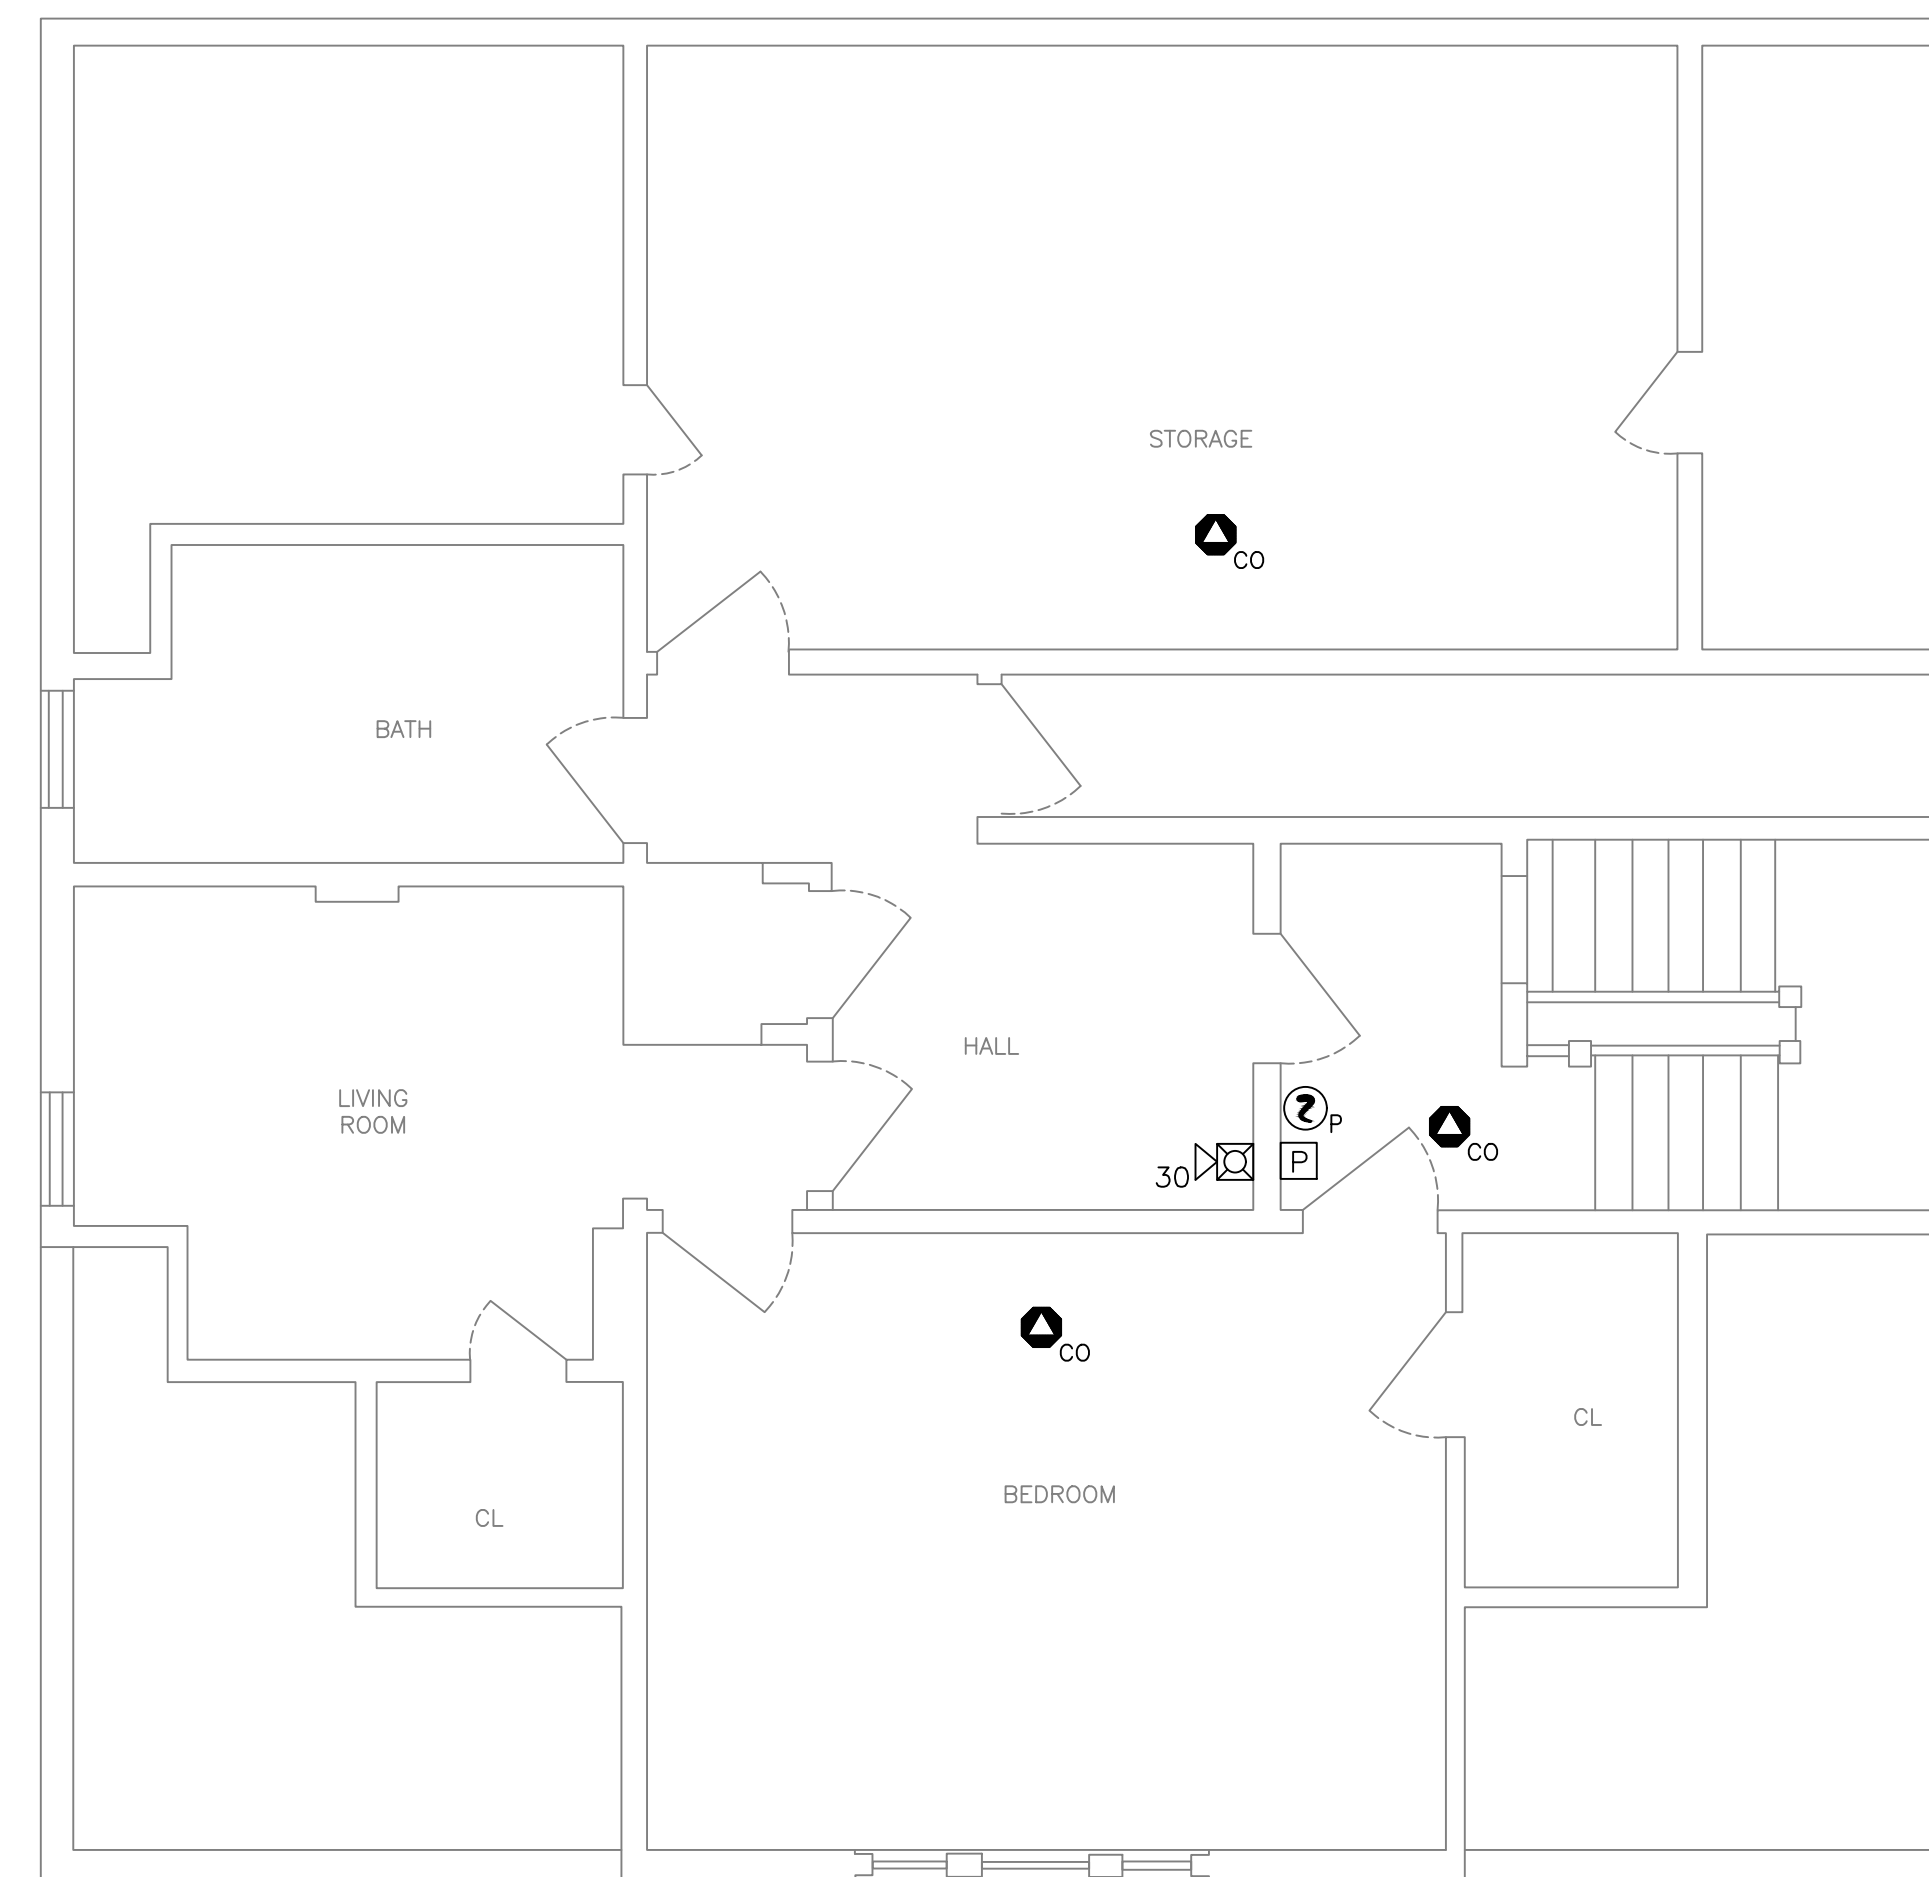 STORAGE
CO
BATH
HALL
LIVING
ROOM
P
CO
30
P
CO
CL
BEDROOM
CL